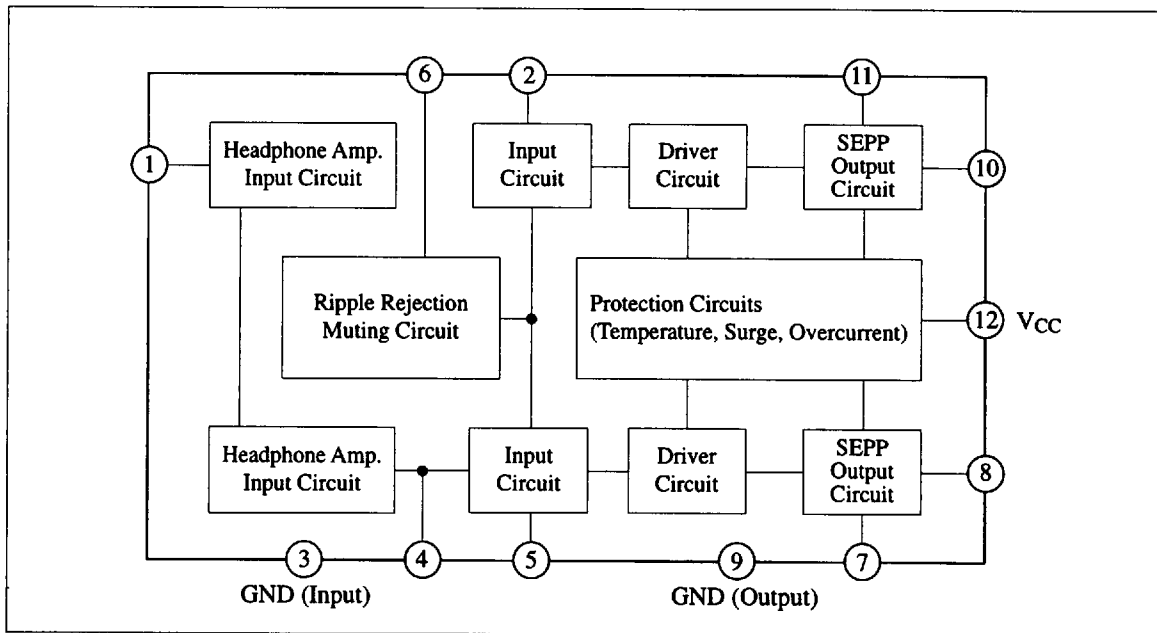 6
2
11
1
Headphone Amp.
Input Circuit
Input
Circuit
Driver
Circuit
SEPP
Output
Circuit
10
Ripple Rejection
Muting Circuit
Protection Circuits
(Temperature, Surge, Overcurrent)
12
VCC
Headphone Amp.
Input Circuit
Input
Circuit
Driver
Circuit
SEPP
Output
Circuit
8
3
4
5
9
7
GND (Input)
GND (Output)